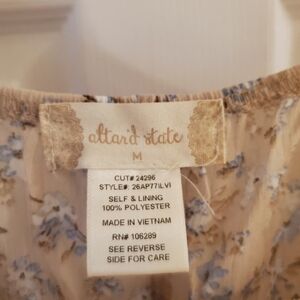 altar'd state
M
CUT# 24296
STYLE#: 26AP77ILVI
SELF & LINING
100% POLYESTER
MADE IN VIETNAM
RN# 106289
SEE REVERSE
SIDE FOR CARE